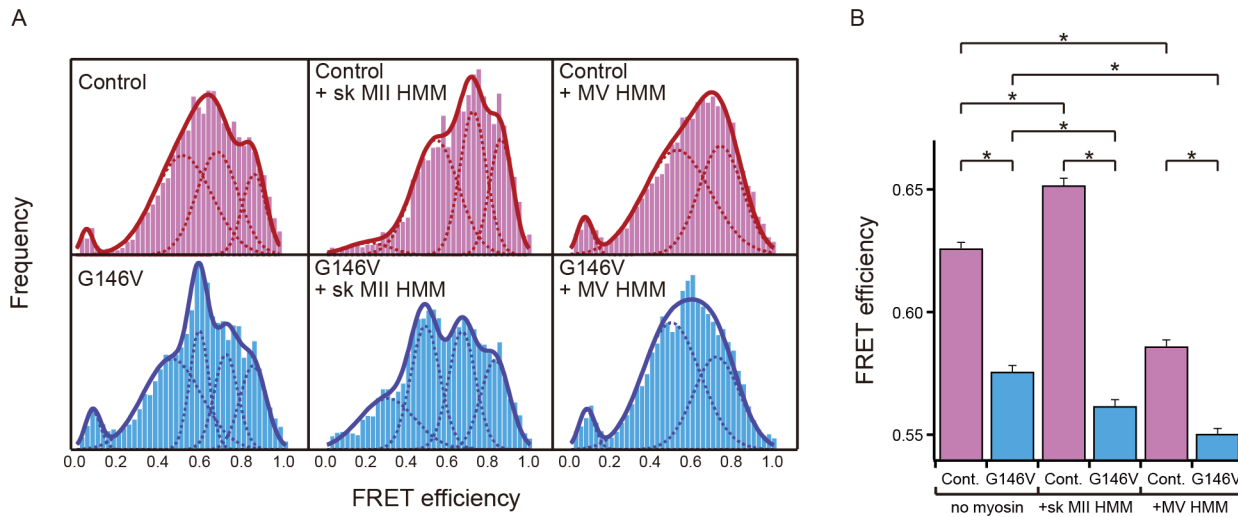 A
Control
Control
+ sk MII HMM
Control
+ MV HMM
G146V
G146V
+ sk MII HMM
G146V
+ MV HMM
Frequency
0.0 0.2 0.4 0.6 0.8 1.0
0.0 0.2 0.4 0.6 0.8 1.0
0.0 0.2 0.4 0.6 0.8 1.0
FRET efficiency
B
*
*
*
*
* * *
FRET efficiency
0.65
0.60
0.55
Cont. G146V Cont. G146V Cont. G146V
no myosin +sk MII HMM +MV HMM